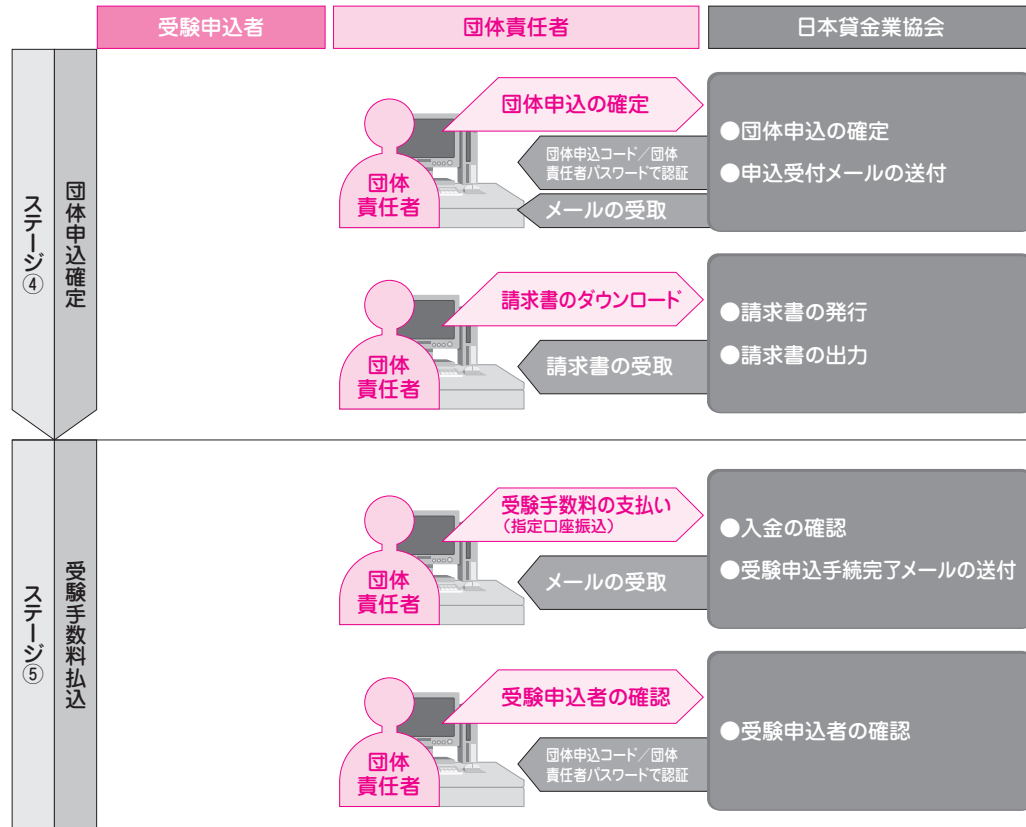 受験申込者
団体責任者
日本貸金業協会
ステージ④
団体申込確定
団体
責任者
団体申込の確定
団体申込コード／団体
責任者パスワードで認証
メールの受取
●団体申込の確定
●申込受付メールの送付
団体
責任者
請求書のダウンロード
請求書の受取
●請求書の発行
●請求書の出力
ステージ⑤
受験手数料払込
団体
責任者
受験手数料の支払い
（指定口座振込）
メールの受取
●入金の確認
●受験申込手続完了メールの送付
団体
責任者
受験申込者の確認
団体申込コード／団体
責任者パスワードで認証
●受験申込者の確認